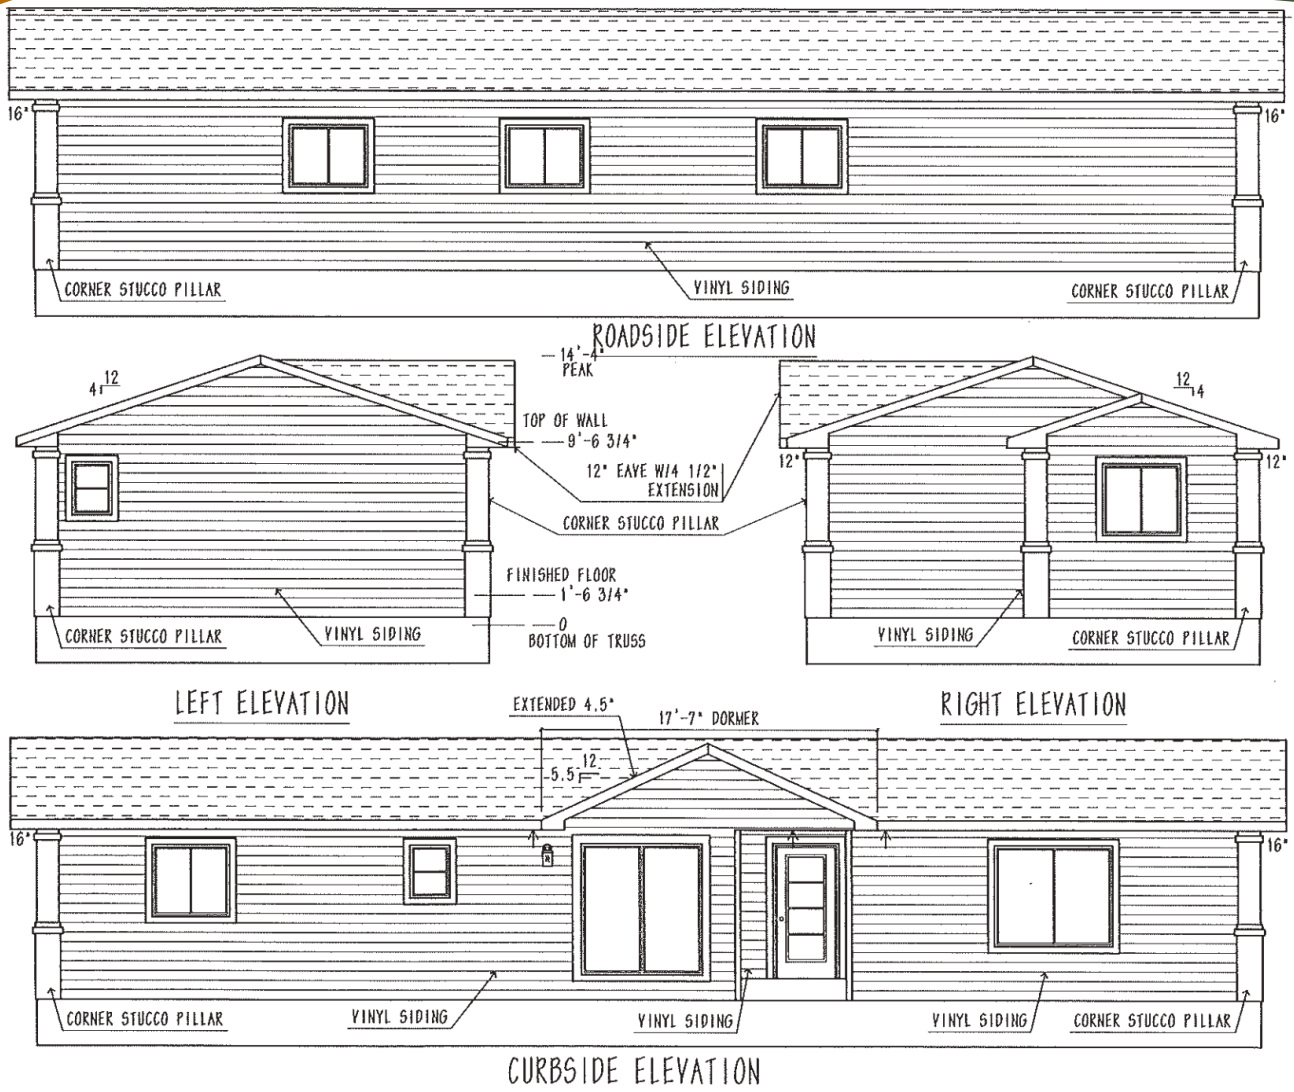 16"
16"
CORNER STUCCO PILLAR
VINYL SIDING
CORNER STUCCO PILLAR
ROADSIDE ELEVATION
14'-4"
PEAK
12
4
12
4
TOP OF WALL
9'-6 3/4"
12"
12"
12" EAVE W/4 1/2"
EXTENSION
CORNER STUCCO PILLAR
FINISHED FLOOR
1'-6 3/4"
0
BOTTOM OF TRUSS
CORNER STUCCO PILLAR
VINYL SIDING
VINYL SIDING
CORNER STUCCO PILLAR
LEFT ELEVATION
RIGHT ELEVATION
EXTENDED 4.5"
17'-7" DORMER
12
5.5
16"
16"
R
CORNER STUCCO PILLAR
VINYL SIDING
VINYL SIDING
VINYL SIDING
CORNER STUCCO PILLAR
CURBSIDE ELEVATION